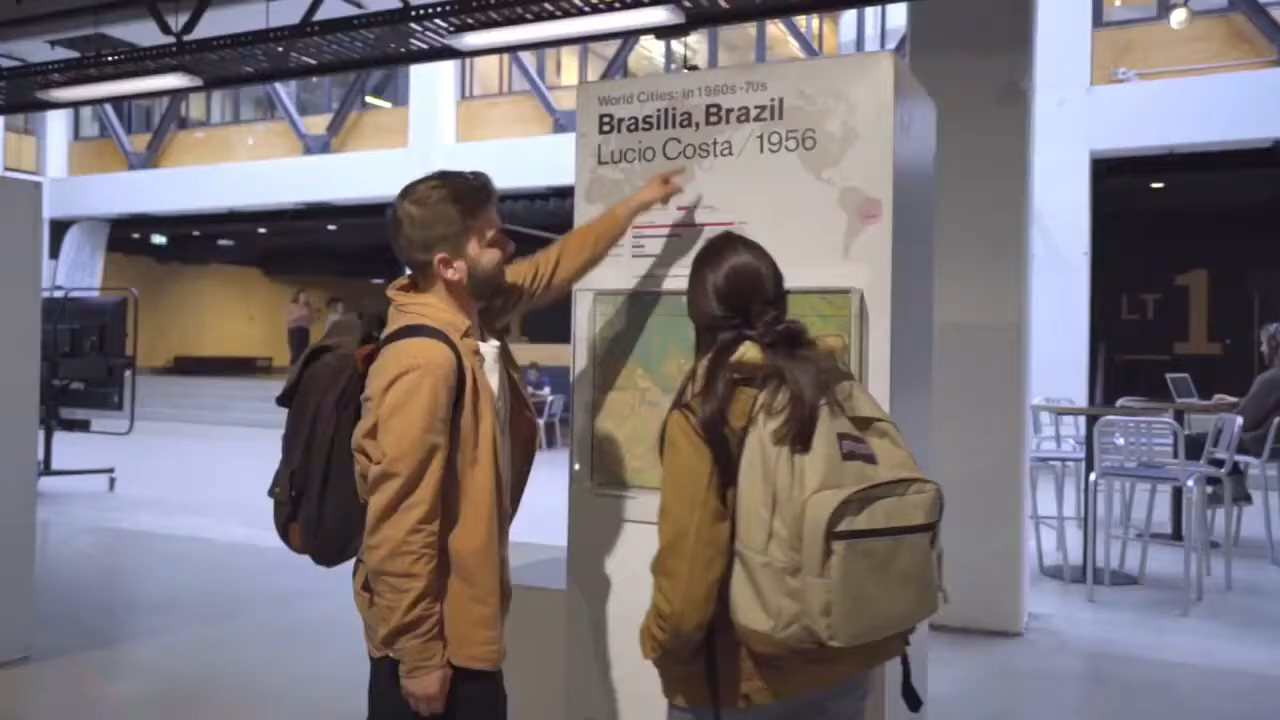 World Cities: in 1960s-70s
Brasilia, Brazil
Lucio Costa / 1956
LT 1